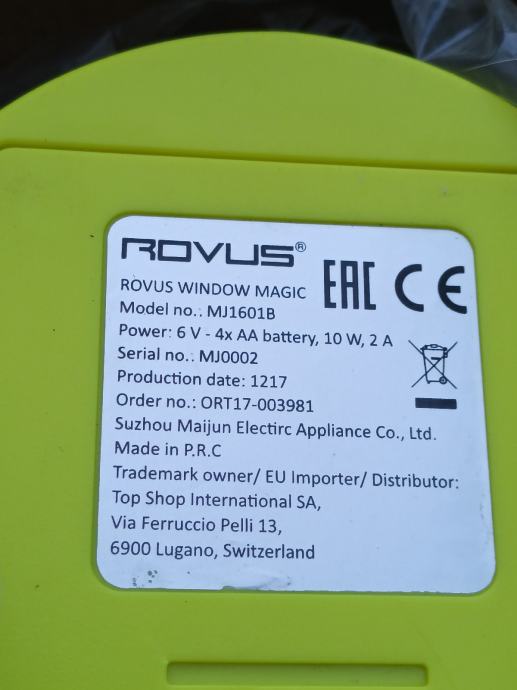 ROVUS®
EAC CE
ROVUS WINDOW MAGIC
Model no.: MJ1601B
Power: 6 V - 4x AA battery, 10 W, 2 A
Serial no.: MJ0002
Production date: 1217
Order no.: ORT17-003981
Suzhou Maijun Electirc Appliance Co., Ltd.
Made in P.R.C
Trademark owner/ EU Importer/ Distributor:
Top Shop International SA,
Via Ferruccio Pelli 13,
6900 Lugano, Switzerland